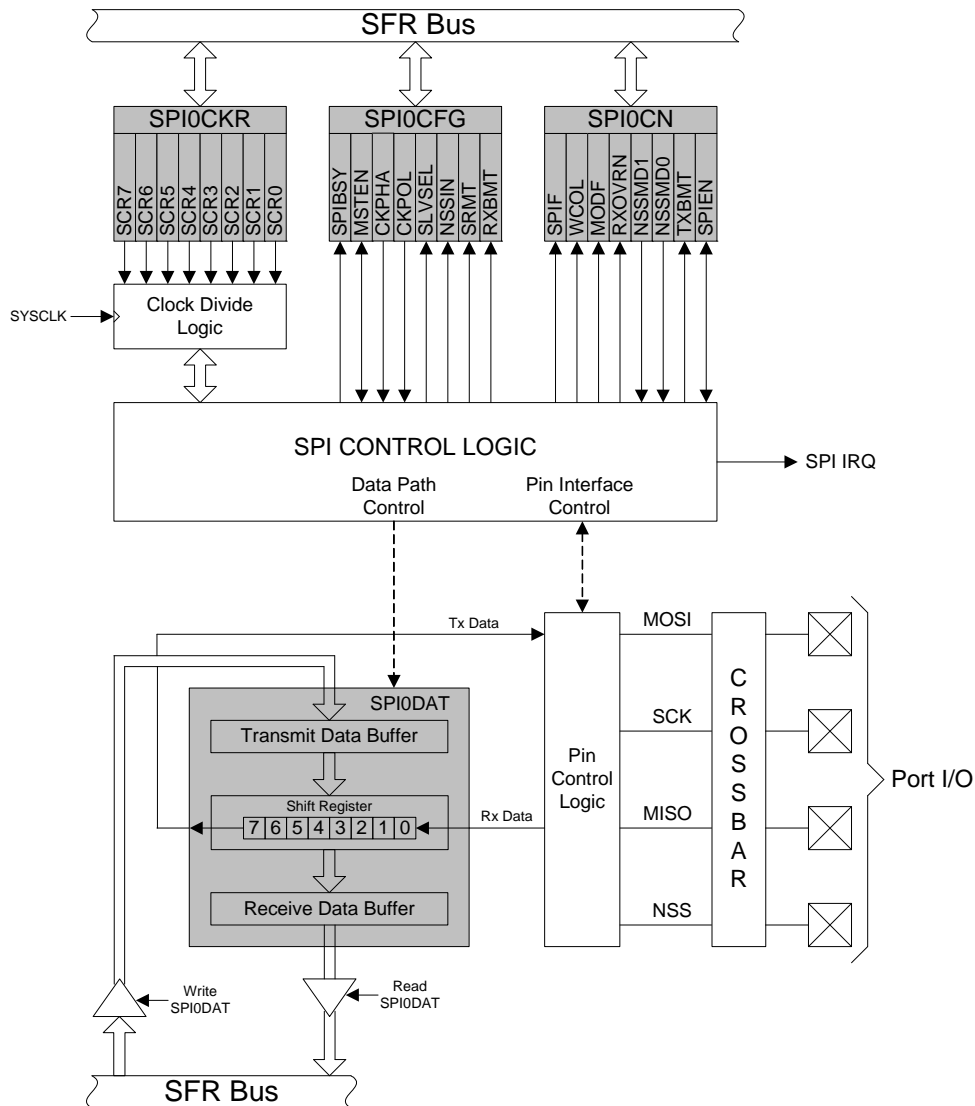 SFR Bus
SPI0CKR
SCR7
SCR6
SCR5
SCR4
SCR3
SCR2
SCR1
SCR0
SPI0CFG
SPIBSY
MSTEN
CKPHA
CKPOL
SLVSEL
NSSIN
SRMT
RXBMT
SPI0CN
SPIF
WCOL
MODF
RXOVRN
NSSMD1
NSSMD0
TXBMT
SPIEN
SYSCLK
Clock Divide
Logic
SPI CONTROL LOGIC
Data Path
Control
Pin Interface
Control
SPI IRQ
Tx Data
SPI0DAT
Transmit Data Buffer
Shift Register
7 6 5 4 3 2 1 0
Rx Data
Receive Data Buffer
Pin
Control
Logic
MOSI
SCK
MISO
NSS
CROSSBAR
Port I/O
Write
SPI0DAT
Read
SPI0DAT
SFR Bus